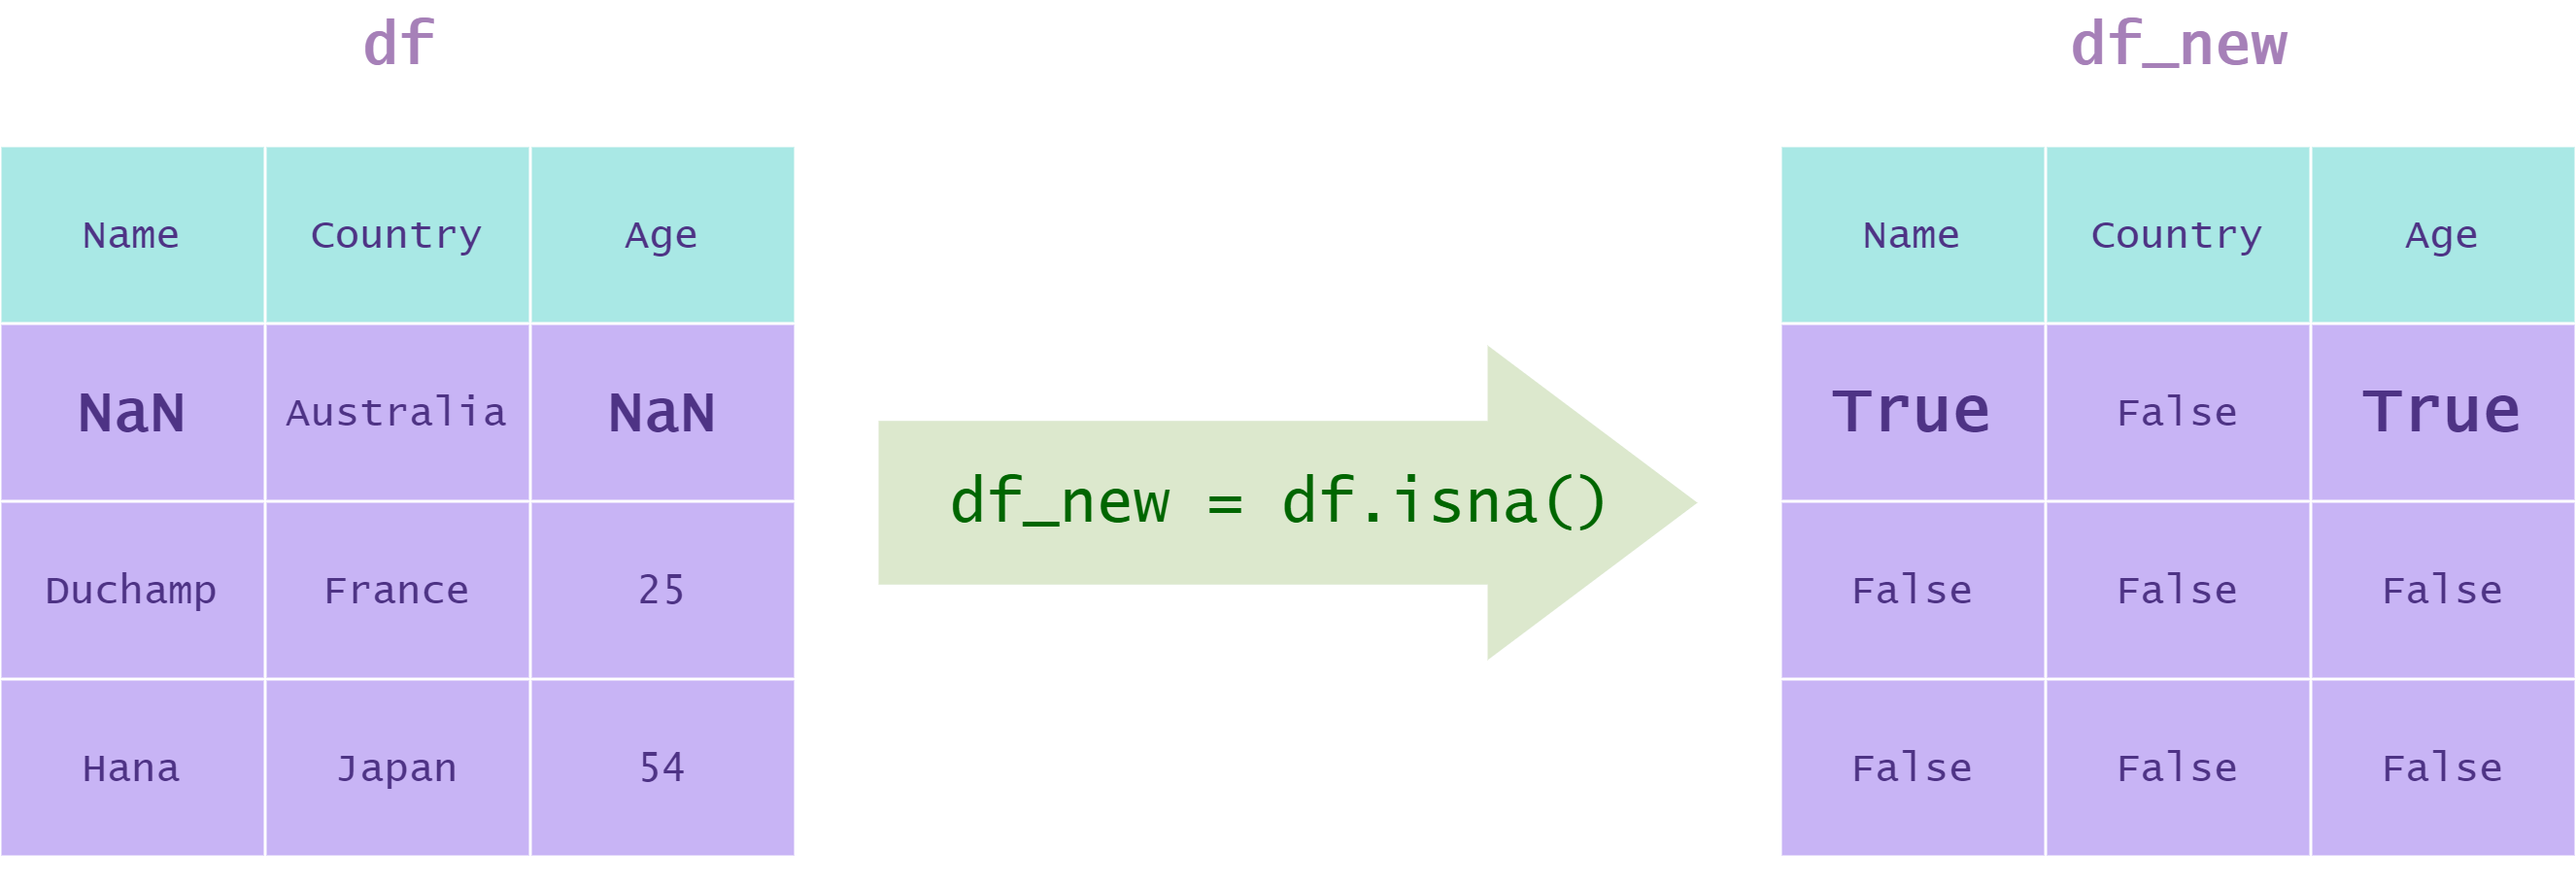 df
Name Country Age
NaN Australia NaN
Duchamp France 25
Hana Japan 54
df_new = df.isna()
df_new
Name Country Age
True False True
False False False
False False False